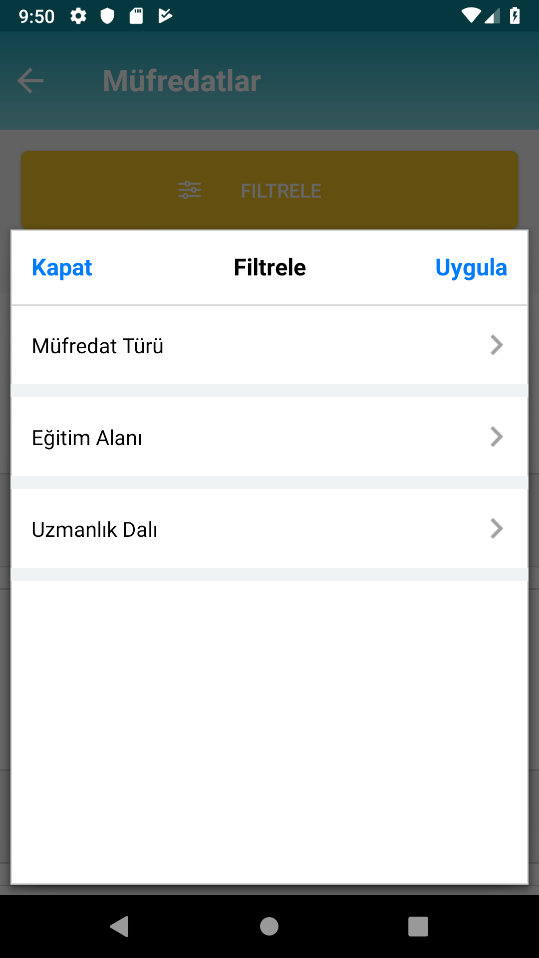 9:50
Müfredatlar
FILTRELE
Kapat
Filtrele
Uygula
Müfredat Türü
Eğitim Alanı
Uzmanlık Dalı